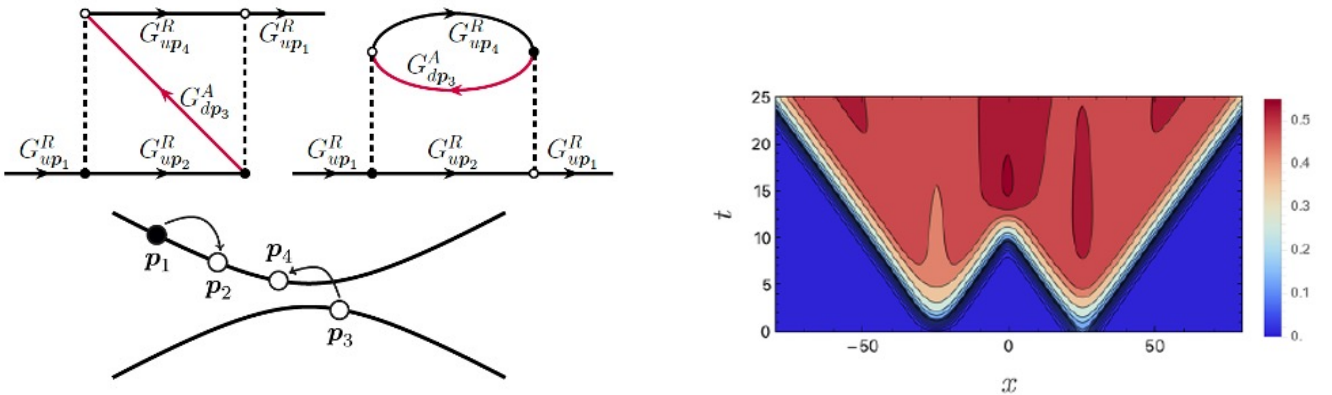 G^R_{up_4} G^R_{up_1}
G^A_{dp_3}
G^R_{up_1} G^R_{up_2}
G^R_{up_4}
G^A_{dp_3}
G^R_{up_1} G^R_{up_2} G^R_{up_1}
p_1 p_2 p_4 p_3
25
20
15
10
5
0
t
−50 0 50
x
0.5
0.4
0.3
0.2
0.1
0.